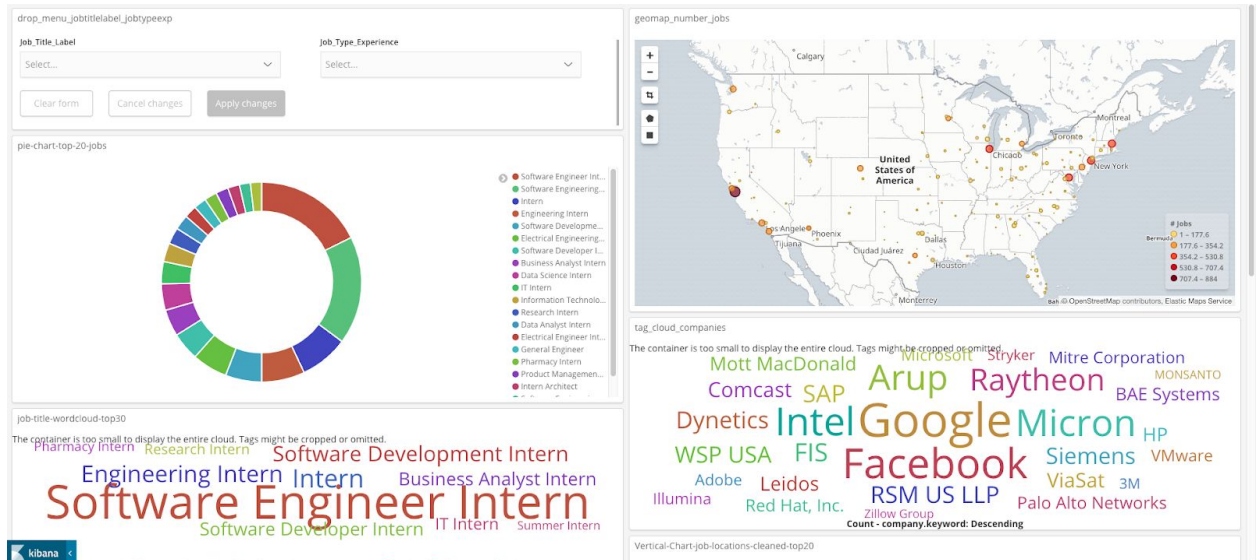 drop_menu_jobtitlelabel_jobtypeexp
Job_Title_Label
Job_Type_Experience
Select...
Select...
Clear form
Cancel changes
Apply changes
pie-chart-top-20-jobs
Software Engineer Int...
Software Engineering...
Intern
Engineering Intern
Software Developme...
Electrical Engineering...
Software Developer I...
Business Analyst Intern
Data Science Intern
IT Intern
Information Technolo...
Research Intern
Data Analyst Intern
Electrical Engineer Int...
General Engineer
Pharmacy Intern
Product Managemen...
Intern Architect
job-title-wordcloud-top30
The container is too small to display the entire cloud. Tags might be cropped or omitted.
Pharmacy Intern
Research Intern
Software Development Intern
Engineering Intern
Intern
Business Analyst Intern
Software Engineer Intern
Software Developer Intern
IT Intern
Summer Intern
kibana
geomap_number_jobs
+
−
Calgary
Montreal
Toronto
Chicago
New York
United
States of
America
Los Angeles
Phoenix
Tijuana
Dallas
Ciudad Juárez
Houston
Monterrey
Bermuda
# Jobs
1 – 177.6
177.6 – 354.2
354.2 – 530.8
530.8 – 707.4
707.4 – 884
© OpenStreetMap contributors, Elastic Maps Service
tag_cloud_companies
The container is too small to display the entire cloud. Tags might be cropped or omitted.
Microsoft
Stryker
Mott MacDonald
Mitre Corporation
Arup
Raytheon
MONSANTO
Comcast
SAP
BAE Systems
Dynetics
Intel
Google
Micron
HP
WSP USA
FIS
Facebook
Siemens
VMware
Adobe
Leidos
RSM US LLP
ViaSat
3M
Illumina
Red Hat, Inc.
Zillow Group
Palo Alto Networks
Count - company.keyword: Descending
Vertical-Chart-job-locations-cleaned-top20